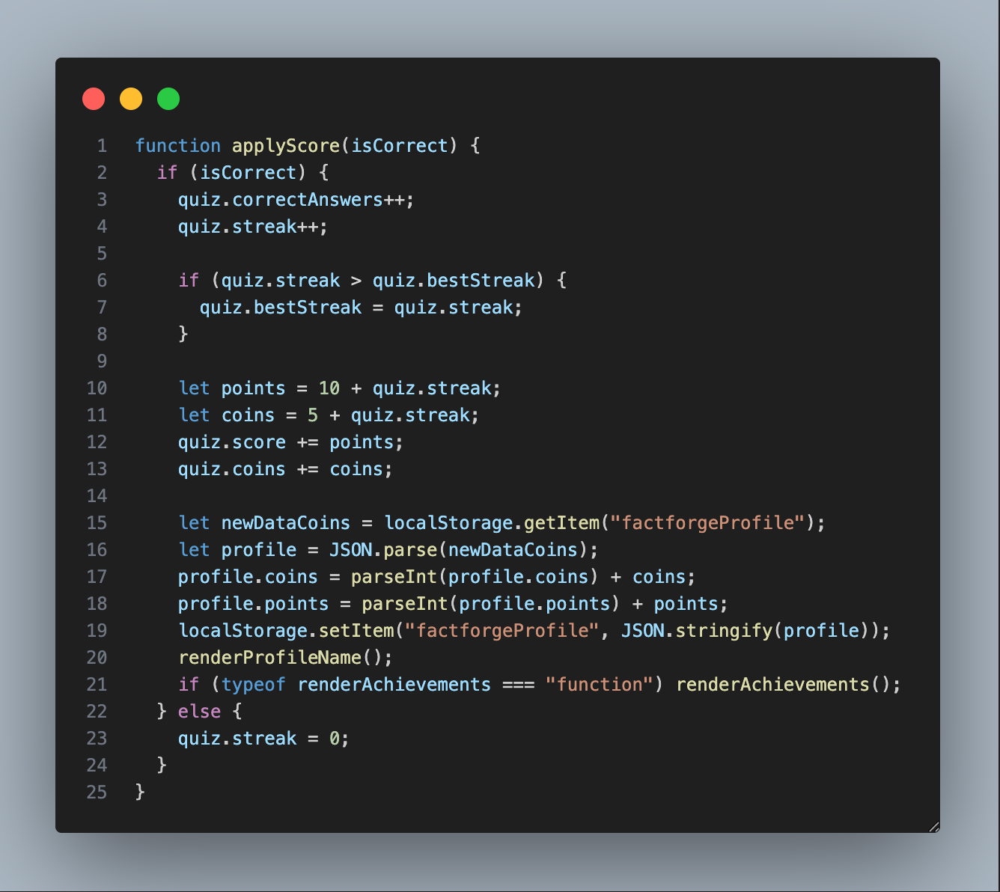 1 function applyScore(isCorrect) {
2   if (isCorrect) {
3     quiz.correctAnswers++;
4     quiz.streak++;
5
6     if (quiz.streak > quiz.bestStreak) {
7       quiz.bestStreak = quiz.streak;
8     }
9
10     let points = 10 + quiz.streak;
11     let coins = 5 + quiz.streak;
12     quiz.score += points;
13     quiz.coins += coins;
14
15     let newDataCoins = localStorage.getItem("factforgeProfile");
16     let profile = JSON.parse(newDataCoins);
17     profile.coins = parseInt(profile.coins) + coins;
18     profile.points = parseInt(profile.points) + points;
19     localStorage.setItem("factforgeProfile", JSON.stringify(profile));
20     renderProfileName();
21     if (typeof renderAchievements === "function") renderAchievements();
22   } else {
23     quiz.streak = 0;
24   }
25 }